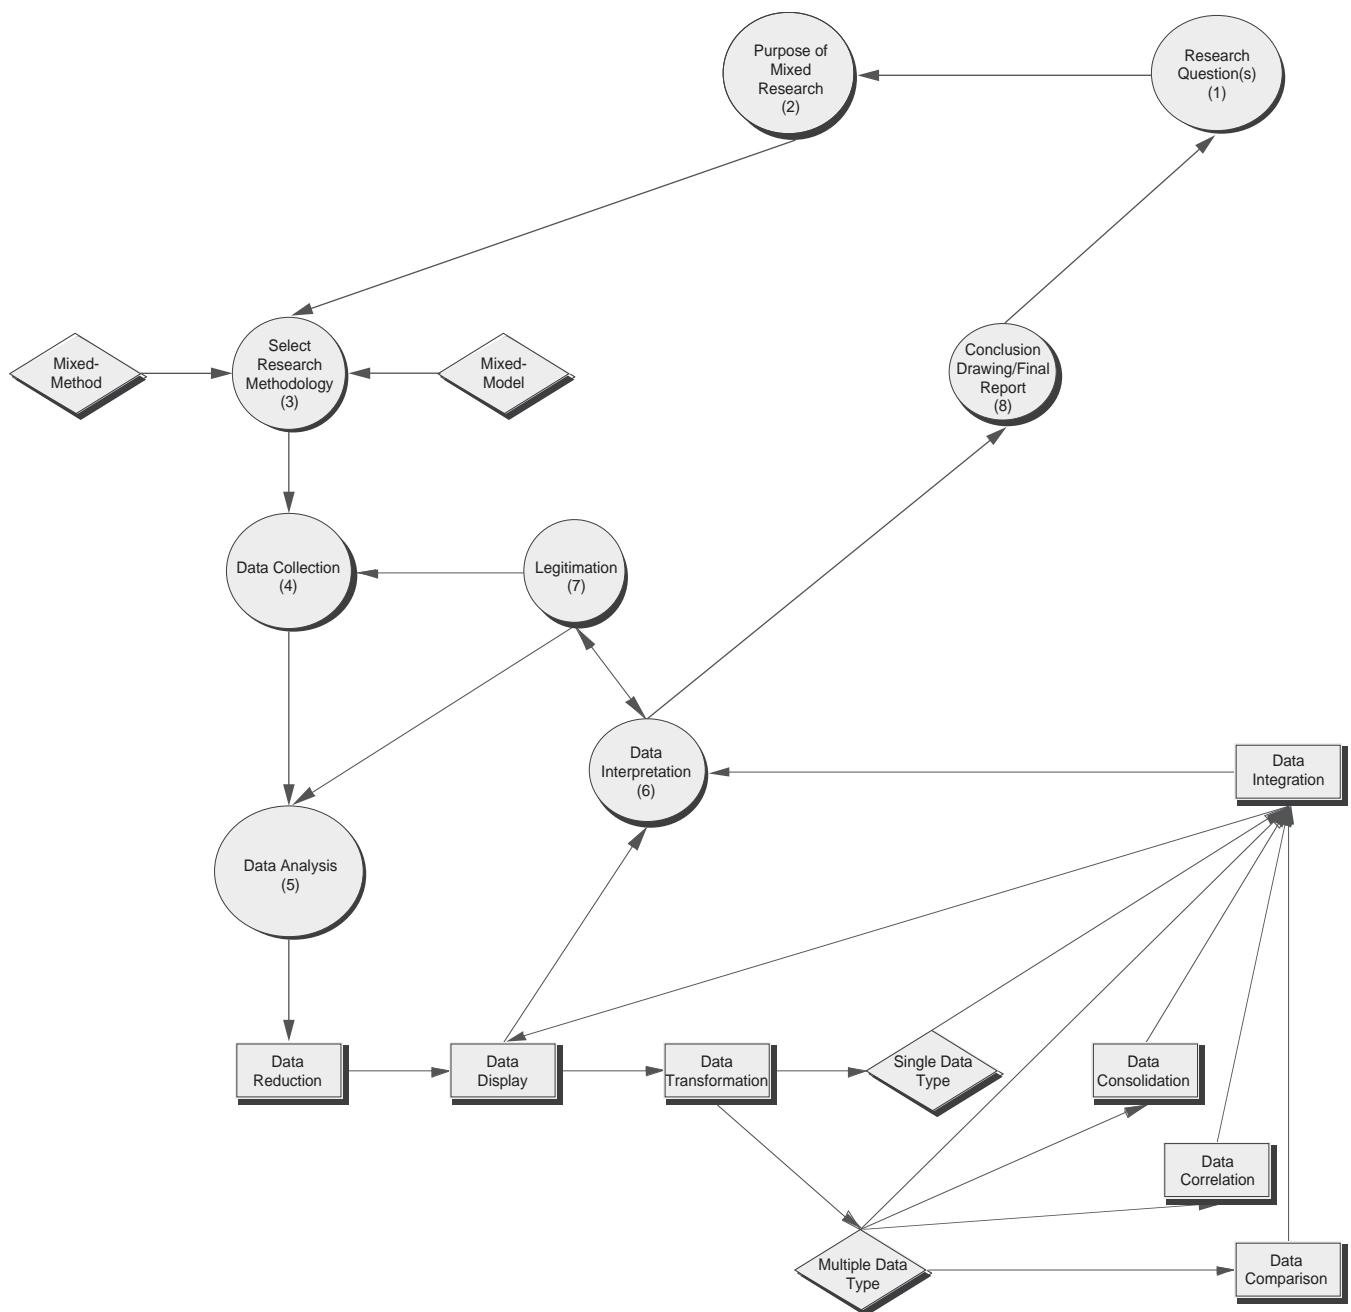 Purpose of
Mixed
Research
(2)
Research
Question(s)
(1)
Mixed-
Method
Select
Research
Methodology
(3)
Mixed-
Model
Conclusion
Drawing/Final
Report
(8)
Data Collection
(4)
Legitimation
(7)
Data
Interpretation
(6)
Data
Integration
Data Analysis
(5)
Data
Reduction
Data
Display
Data
Transformation
Single Data
Type
Data
Consolidation
Data
Correlation
Multiple Data
Type
Data
Comparison